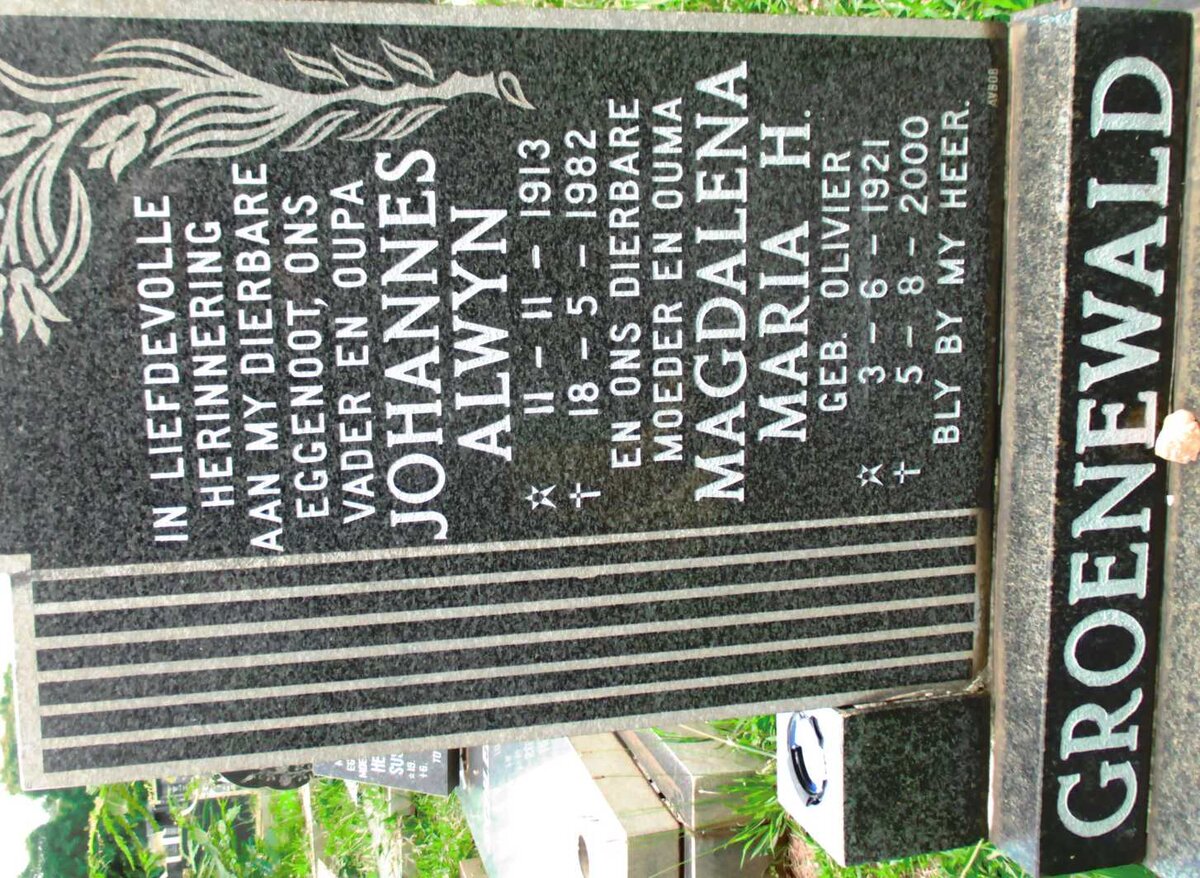 IN LIEFDEVOLLE
HERINNERING
AAN MY DIERBARE
EGGENOOT, ONS
VADER EN OUPA
JOHANNES
ALWYN
✡ 11 – 11 – 1913
† 18 – 5 – 1982
EN ONS DIERBARE
MOEDER EN OUMA
MAGDALENA
MARIA H.
GEB. OLIVIER
✡ 3 – 6 – 1921
† 5 – 8 – 2000
BLY BY MY HEER.
AVBOB
GROENEWALD